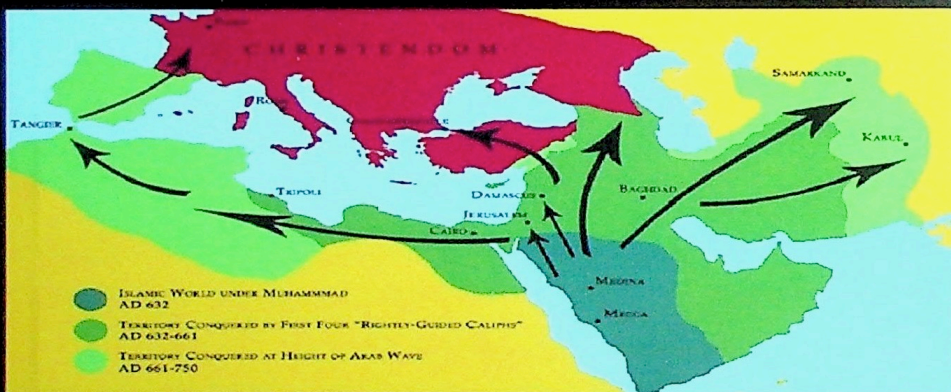 CHRISTENDOM
SAMARKAND
TANGIER
KABUL
TRIPOLI
DAMASCUS
BAGHDAD
JERUSALEM
CAIRO
MEDINA
MECCA
ISLAMIC WORLD UNDER MUHAMMMAD
AD 632
TERRITORY CONQUERED BY FIRST FOUR "RIGHTLY-GUIDED CALIPHS"
AD 632-661
TERRITORY CONQUERED AT HEIGHT OF ARAB WAVE
AD 661-750